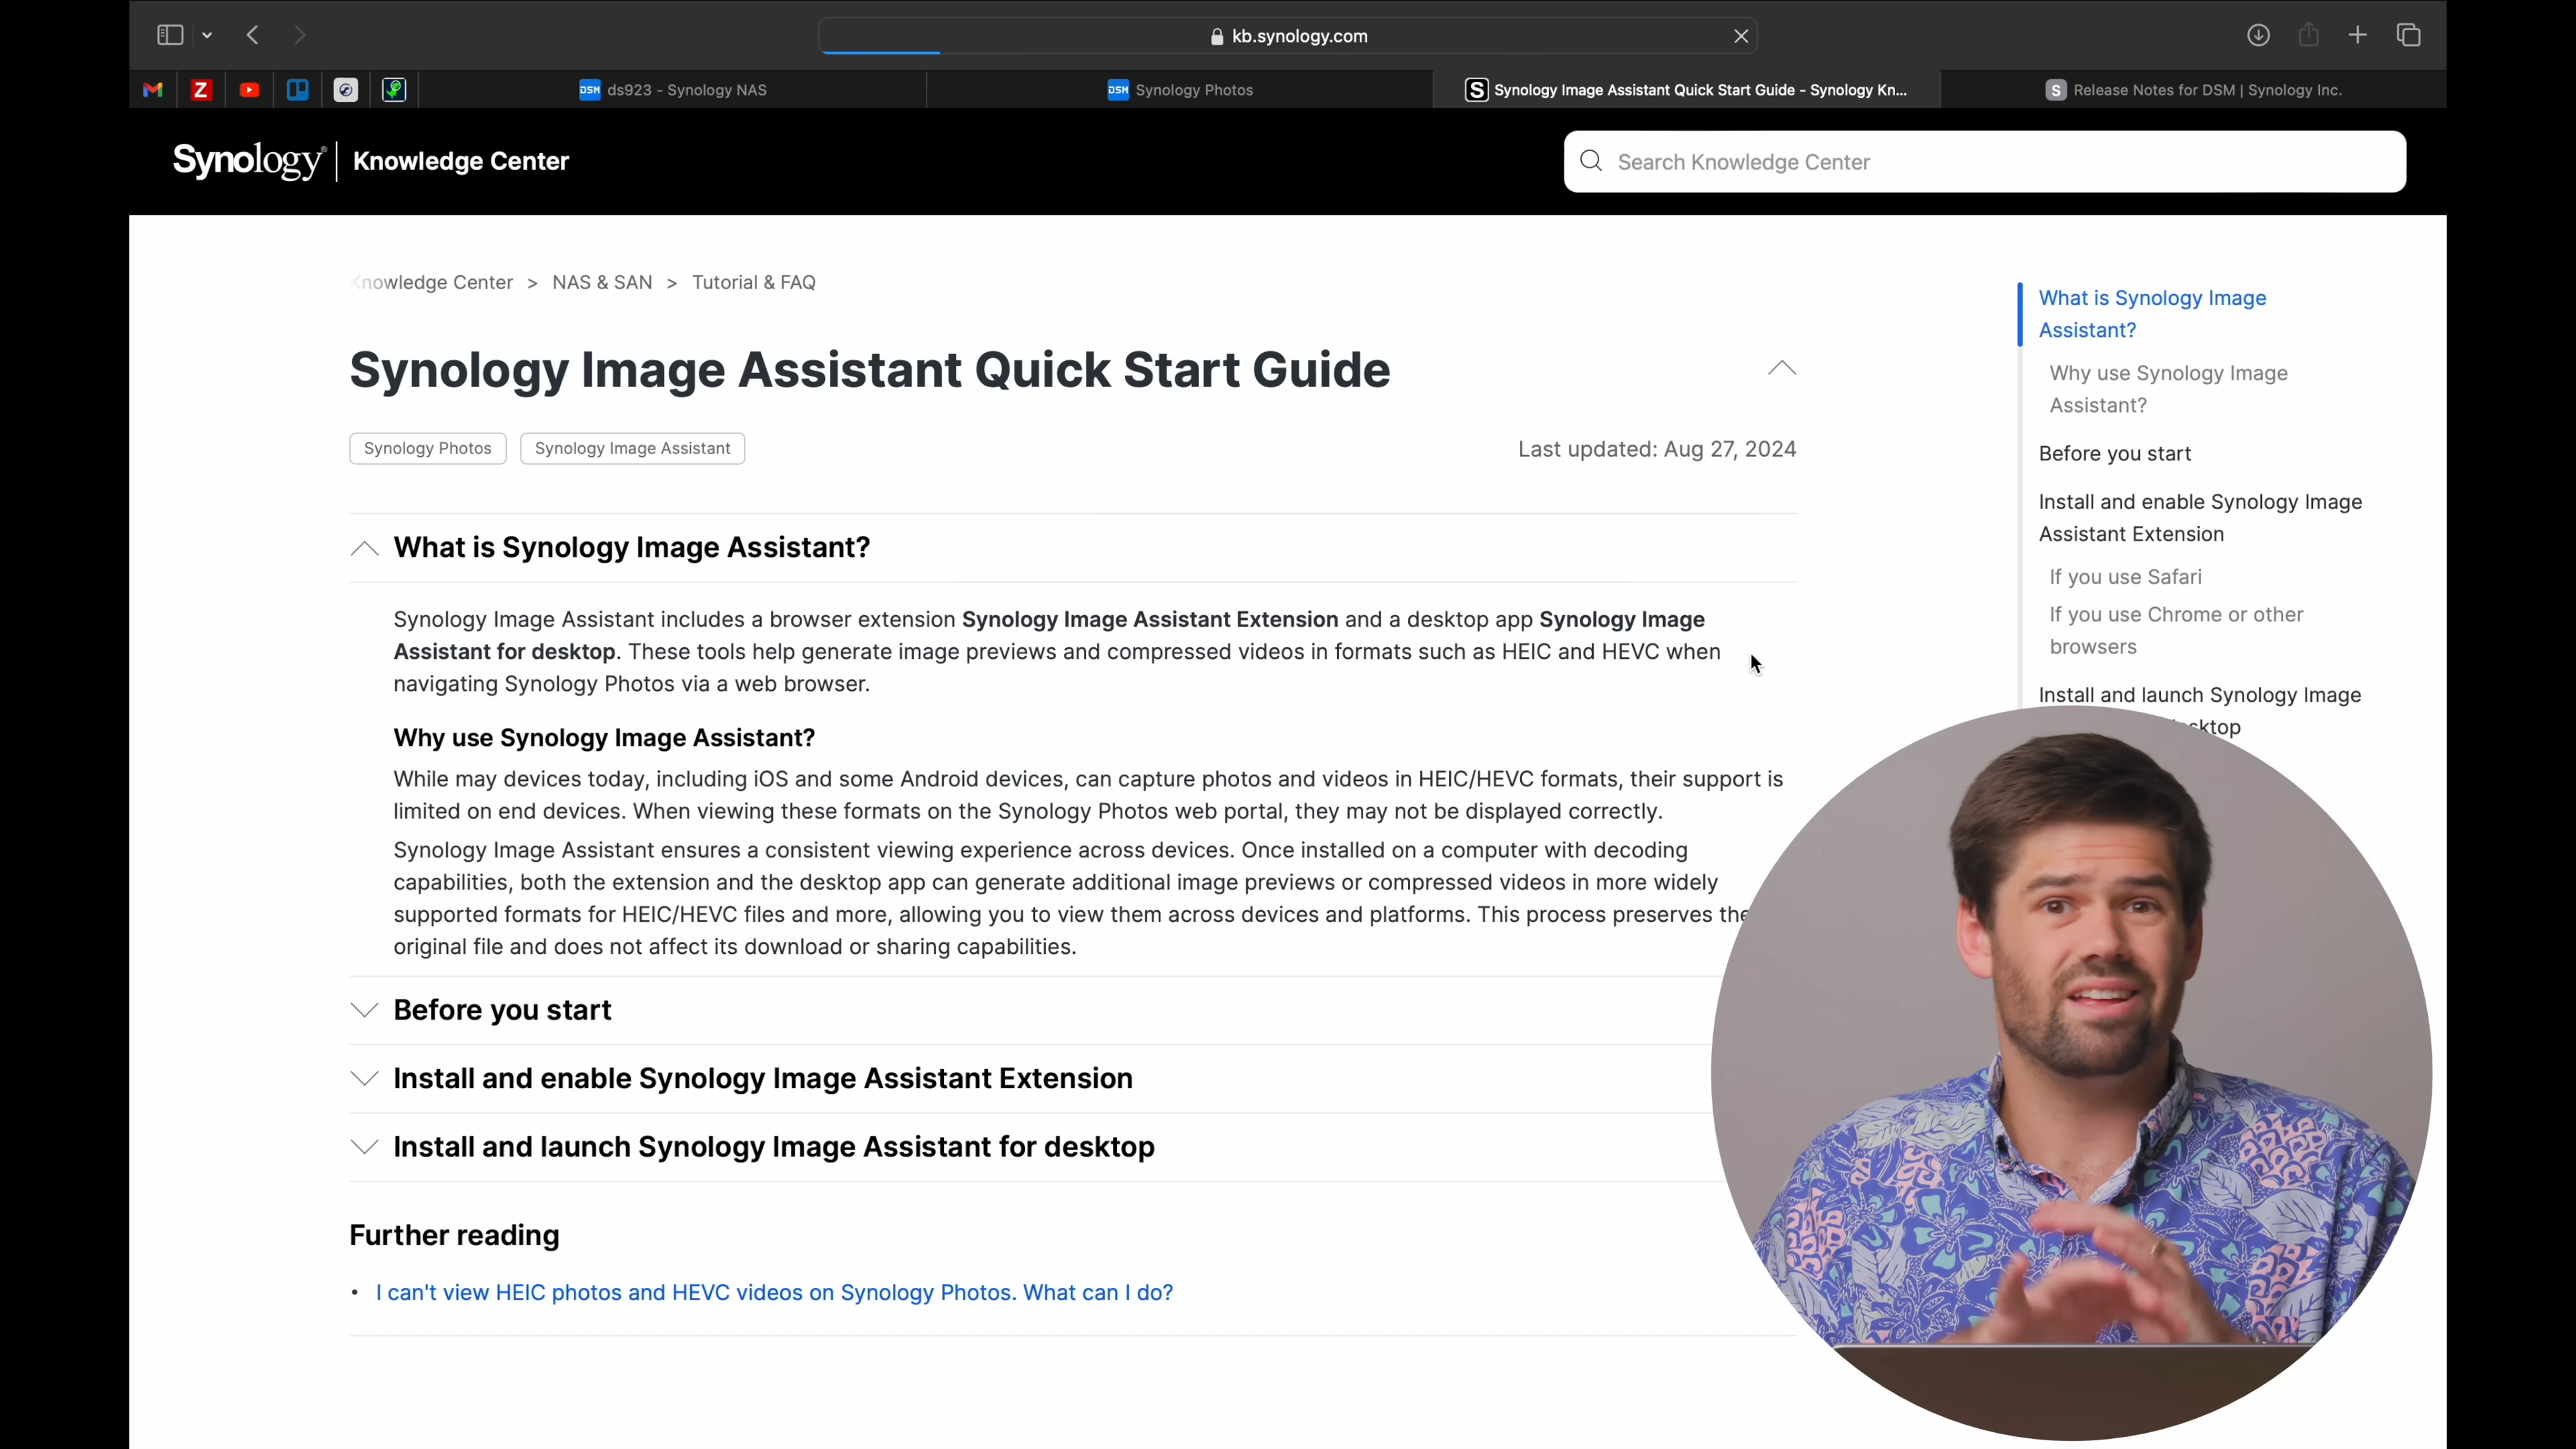 kb.synology.com
DSM ds923 - Synology NAS
DSM Synology Photos
S Synology Image Assistant Quick Start Guide - Synology Kn...
S Release Notes for DSM | Synology Inc.
Synology® | Knowledge Center
Search Knowledge Center
Knowledge Center > NAS & SAN > Tutorial & FAQ
Synology Image Assistant Quick Start Guide
Synology Photos
Synology Image Assistant
Last updated: Aug 27, 2024
What is Synology Image Assistant?
Synology Image Assistant includes a browser extension Synology Image Assistant Extension and a desktop app Synology Image
Assistant for desktop. These tools help generate image previews and compressed videos in formats such as HEIC and HEVC when
navigating Synology Photos via a web browser.
Why use Synology Image Assistant?
While may devices today, including iOS and some Android devices, can capture photos and videos in HEIC/HEVC formats, their support is
limited on end devices. When viewing these formats on the Synology Photos web portal, they may not be displayed correctly.
Synology Image Assistant ensures a consistent viewing experience across devices. Once installed on a computer with decoding
capabilities, both the extension and the desktop app can generate additional image previews or compressed videos in more widely
supported formats for HEIC/HEVC files and more, allowing you to view them across devices and platforms. This process preserves the
original file and does not affect its download or sharing capabilities.
Before you start
Install and enable Synology Image Assistant Extension
Install and launch Synology Image Assistant for desktop
Further reading
• I can't view HEIC photos and HEVC videos on Synology Photos. What can I do?
What is Synology Image
Assistant?
Why use Synology Image
Assistant?
Before you start
Install and enable Synology Image
Assistant Extension
If you use Safari
If you use Chrome or other
browsers
Install and launch Synology Image